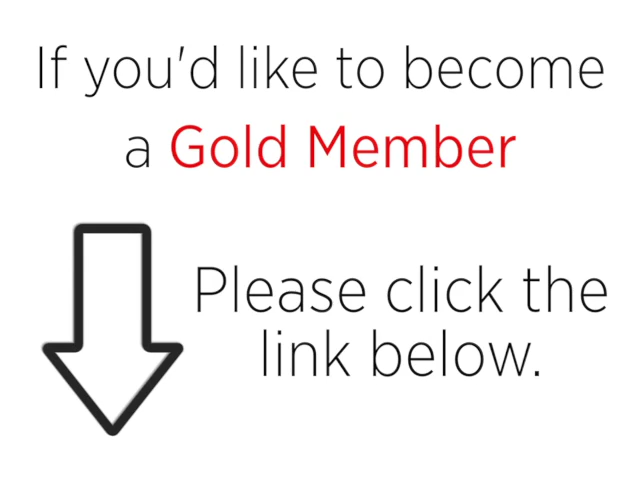 If you'd like to become
a Gold Member
Please click the
link below.